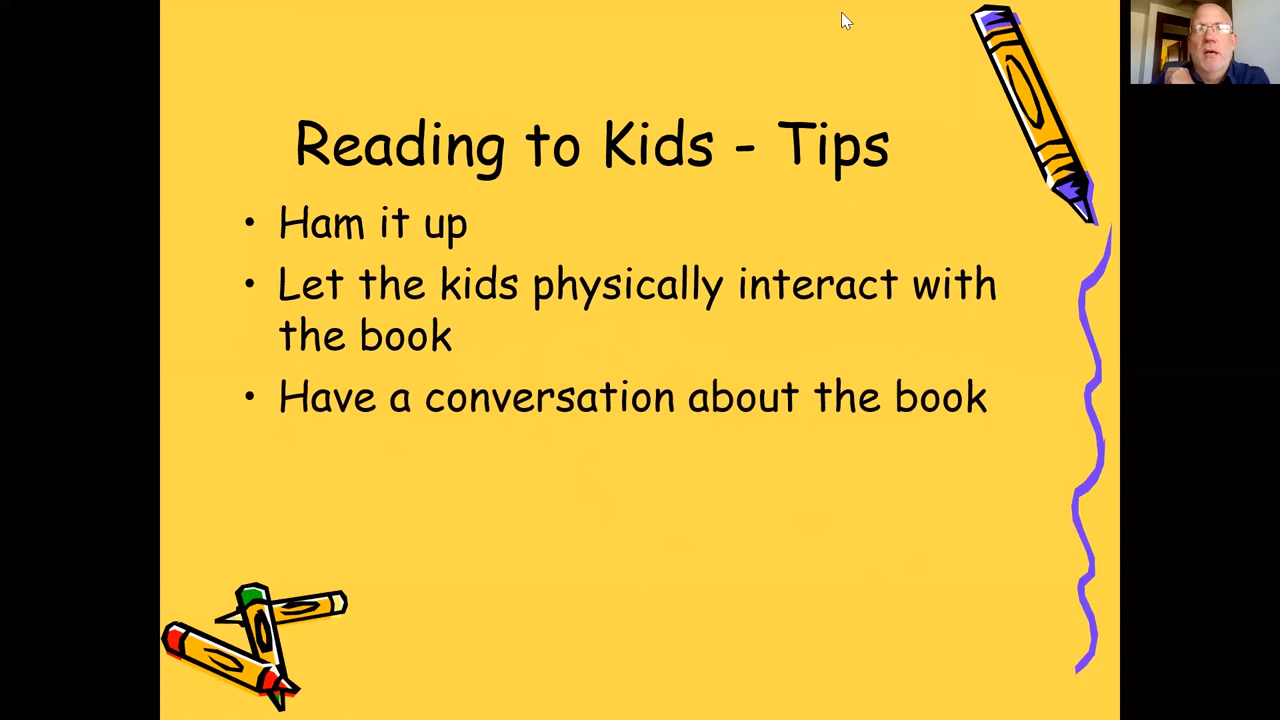 Reading to Kids - Tips
• Ham it up
• Let the kids physically interact with
the book
• Have a conversation about the book